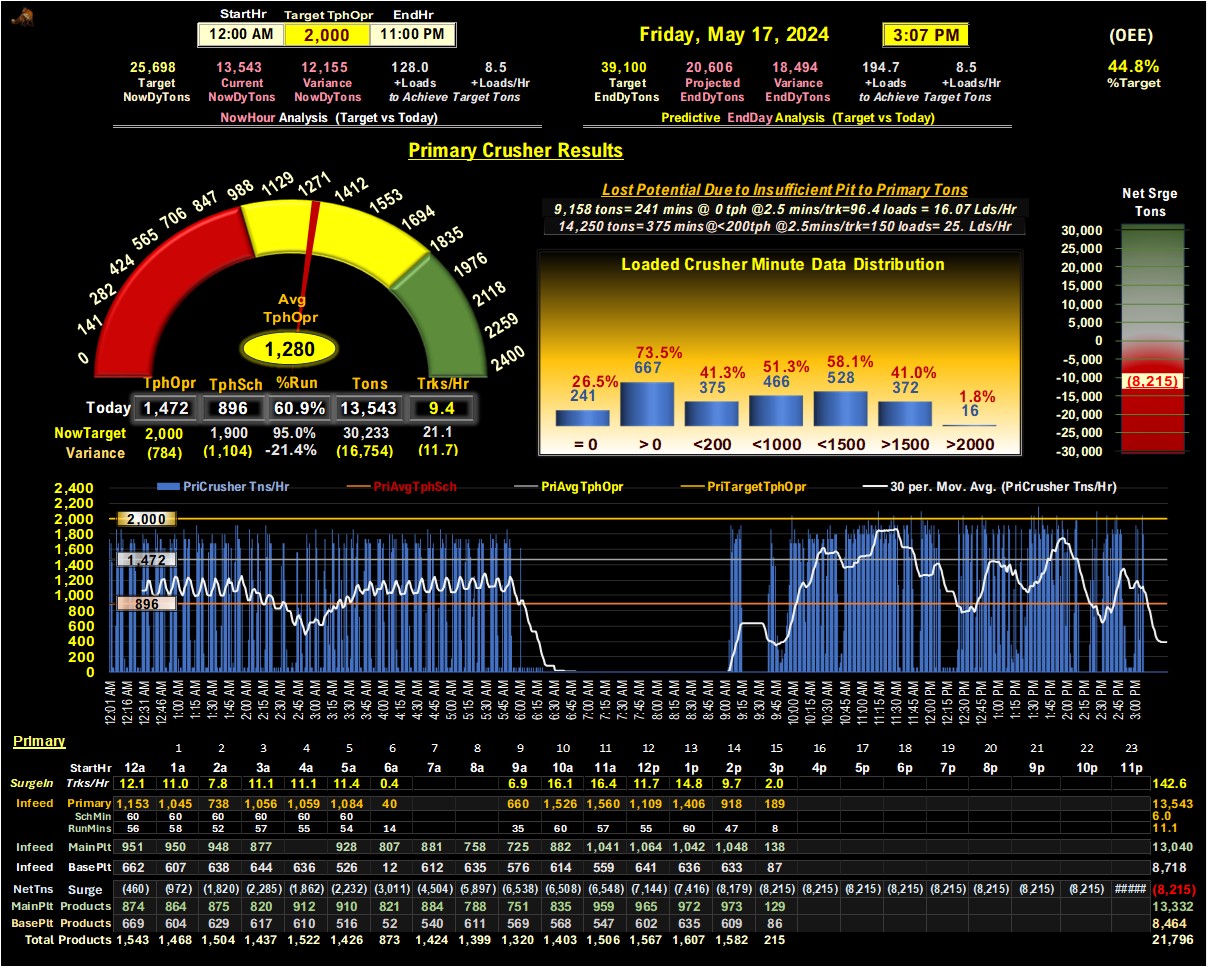 StartHr Target TphOpr EndHr
12:00 AM 2,000 11:00 PM
Friday, May 17, 2024 3:07 PM (OEE)
25,698 13,543 12,155 128.0 8.5 39,100 20,606 18,494 194.7 8.5 44.8%
Target Current Variance +Loads +Loads/Hr Target Projected Variance +Loads +Loads/Hr %Target
NowDyTons NowDyTons NowDyTons to Achieve Target Tons EndDyTons EndDyTons EndDyTons to Achieve Target Tons
NowHour Analysis (Target vs Today) Predictive EndDay Analysis (Target vs Today)
Primary Crusher Results
0 141 282 424 565 706 847 988 1129 1271 1412 1553 1694 1835 1976 2118 2259 2400
Avg
TphOpr
1,280
TphOpr TphSch %Run Tons Trks/Hr
Today 1,472 896 60.9% 13,543 9.4
NowTarget 2,000 1,900 95.0% 30,233 21.1
Variance (784) (1,104) -21.4% (16,754) (11.7)
Lost Potential Due to Insufficient Pit to Primary Tons
9,158 tons= 241 mins @ 0 tph @2.5 mins/trk=96.4 loads = 16.07 Lds/Hr
14,250 tons= 375 mins@<200tph @2.5mins/trk=150 loads= 25. Lds/Hr
Loaded Crusher Minute Data Distribution
26.5% 73.5% 41.3% 51.3% 58.1% 41.0% 1.8%
241 667 375 466 528 372 16
= 0 > 0 <200 <1000 <1500 >1500 >2000
Net Srge
Tons
30,000
25,000
20,000
15,000
10,000
5,000
0
-5,000
-10,000
(8,215)
-15,000
-20,000
-25,000
-30,000
PriCrusher Tns/Hr PriAvgTphSch PriAvgTphOpr PriTargetTphOpr 30 per. Mov. Avg. (PriCrusher Tns/Hr)
2,400
2,200
2,000 2,000
1,800
1,600
1,472
1,400
1,200
1,000
896
800
600
400
200
0
12:01 AM 12:16 AM 12:31 AM 12:46 AM 1:00 AM 1:15 AM 1:30 AM 1:45 AM 2:00 AM 2:15 AM 2:30 AM 2:45 AM 3:00 AM 3:15 AM 3:30 AM 3:45 AM 4:00 AM 4:15 AM 4:30 AM 4:45 AM 5:00 AM 5:15 AM 5:30 AM 5:45 AM 6:00 AM 6:15 AM 6:30 AM 6:45 AM 7:00 AM 7:15 AM 7:30 AM 7:45 AM 8:00 AM 8:15 AM 8:30 AM 8:45 AM 9:00 AM 9:15 AM 9:30 AM 9:45 AM 10:00 AM 10:15 AM 10:30 AM 10:45 AM 11:00 AM 11:15 AM 11:30 AM 11:45 AM 12:00 PM 12:15 PM 12:30 PM 12:45 PM 1:00 PM 1:15 PM 1:30 PM 1:45 PM 2:00 PM 2:15 PM 2:30 PM 2:45 PM 3:00 PM
Primary
1 2 3 4 5 6 7 8 9 10 11 12 13 14 15 16 17 18 19 20 21 22 23
StartHr 12a 1a 2a 3a 4a 5a 6a 7a 8a 9a 10a 11a 12p 1p 2p 3p 4p 5p 6p 7p 8p 9p 10p 11p
SurgeIn Trks/Hr 12.1 11.0 7.8 11.1 11.1 11.4 0.4 6.9 16.1 16.4 11.7 14.8 9.7 2.0 142.6
Infeed Primary 1,153 1,045 738 1,056 1,059 1,084 40 660 1,526 1,560 1,109 1,406 918 189 13,543
SchMin 60 60 60 60 60 60 6.0
RunMins 56 58 52 57 55 54 14 35 60 57 55 60 47 8 11.1
Infeed MainPlt 951 950 948 877 928 807 881 758 725 882 1,041 1,064 1,042 1,048 138 13,040
Infeed BasePlt 662 607 638 644 636 526 12 612 635 576 614 559 641 636 633 87 8,718
NetTns Surge (460) (972) (1,820) (2,285) (1,862) (2,232) (3,011) (4,504) (5,897) (6,538) (6,508) (6,548) (7,144) (7,416) (8,179) (8,215) (8,215) (8,215) (8,215) (8,215) (8,215) (8,215) (8,215) ##### (8,215)
MainPlt Products 874 864 875 820 912 910 821 884 788 751 835 959 965 972 973 129 13,332
BasePlt Products 669 604 629 617 610 516 52 540 611 569 568 547 602 635 609 86 8,464
Total Products 1,543 1,468 1,504 1,437 1,522 1,426 873 1,424 1,399 1,320 1,403 1,506 1,567 1,607 1,582 215 21,796